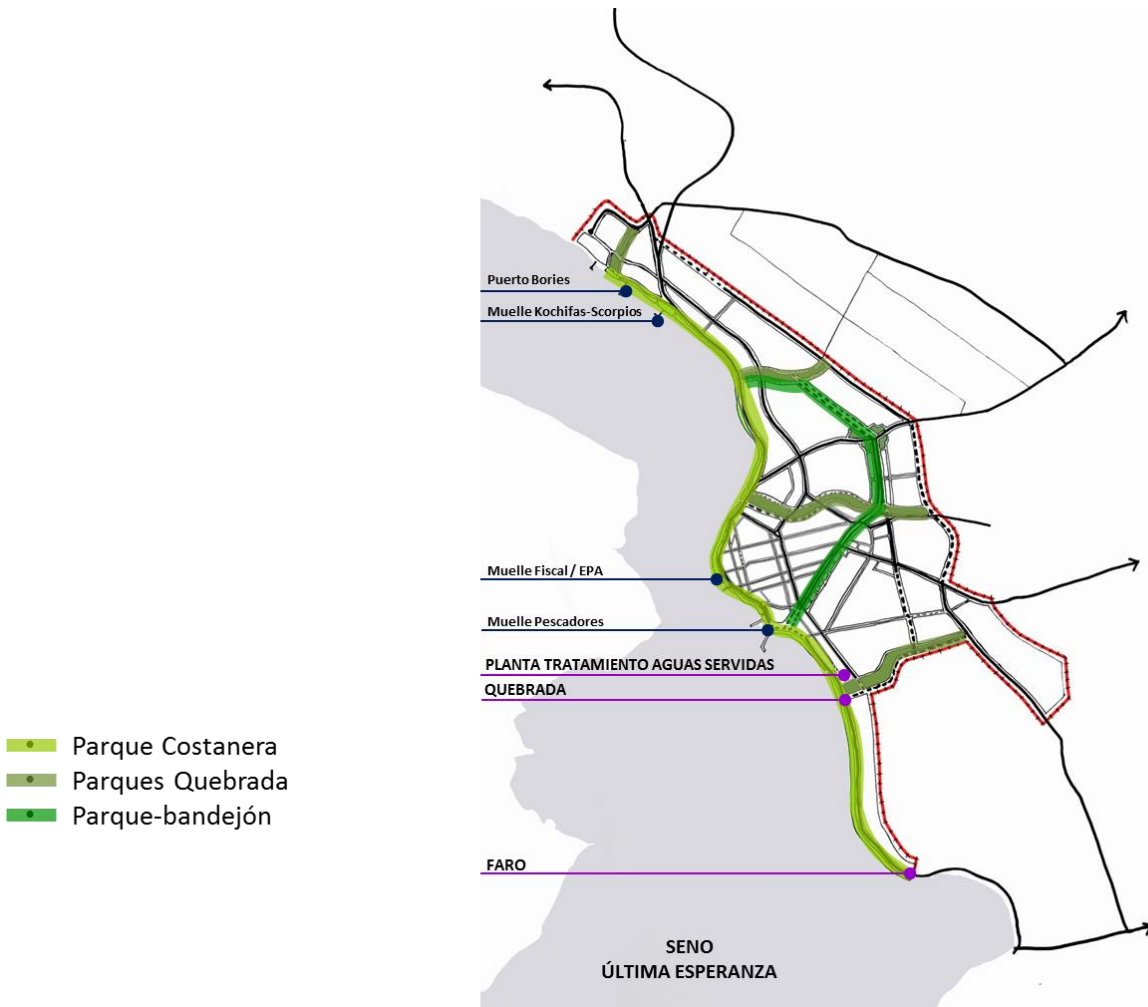 Puerto Bories
Muelle Kochifas-Scorpios
Muelle Fiscal / EPA
Muelle Pescadores
PLANTA TRATAMIENTO AGUAS SERVIDAS
QUEBRADA
Parque Costanera
Parques Quebrada
Parque-bandejón
FARO
SENO
ÚLTIMA ESPERANZA